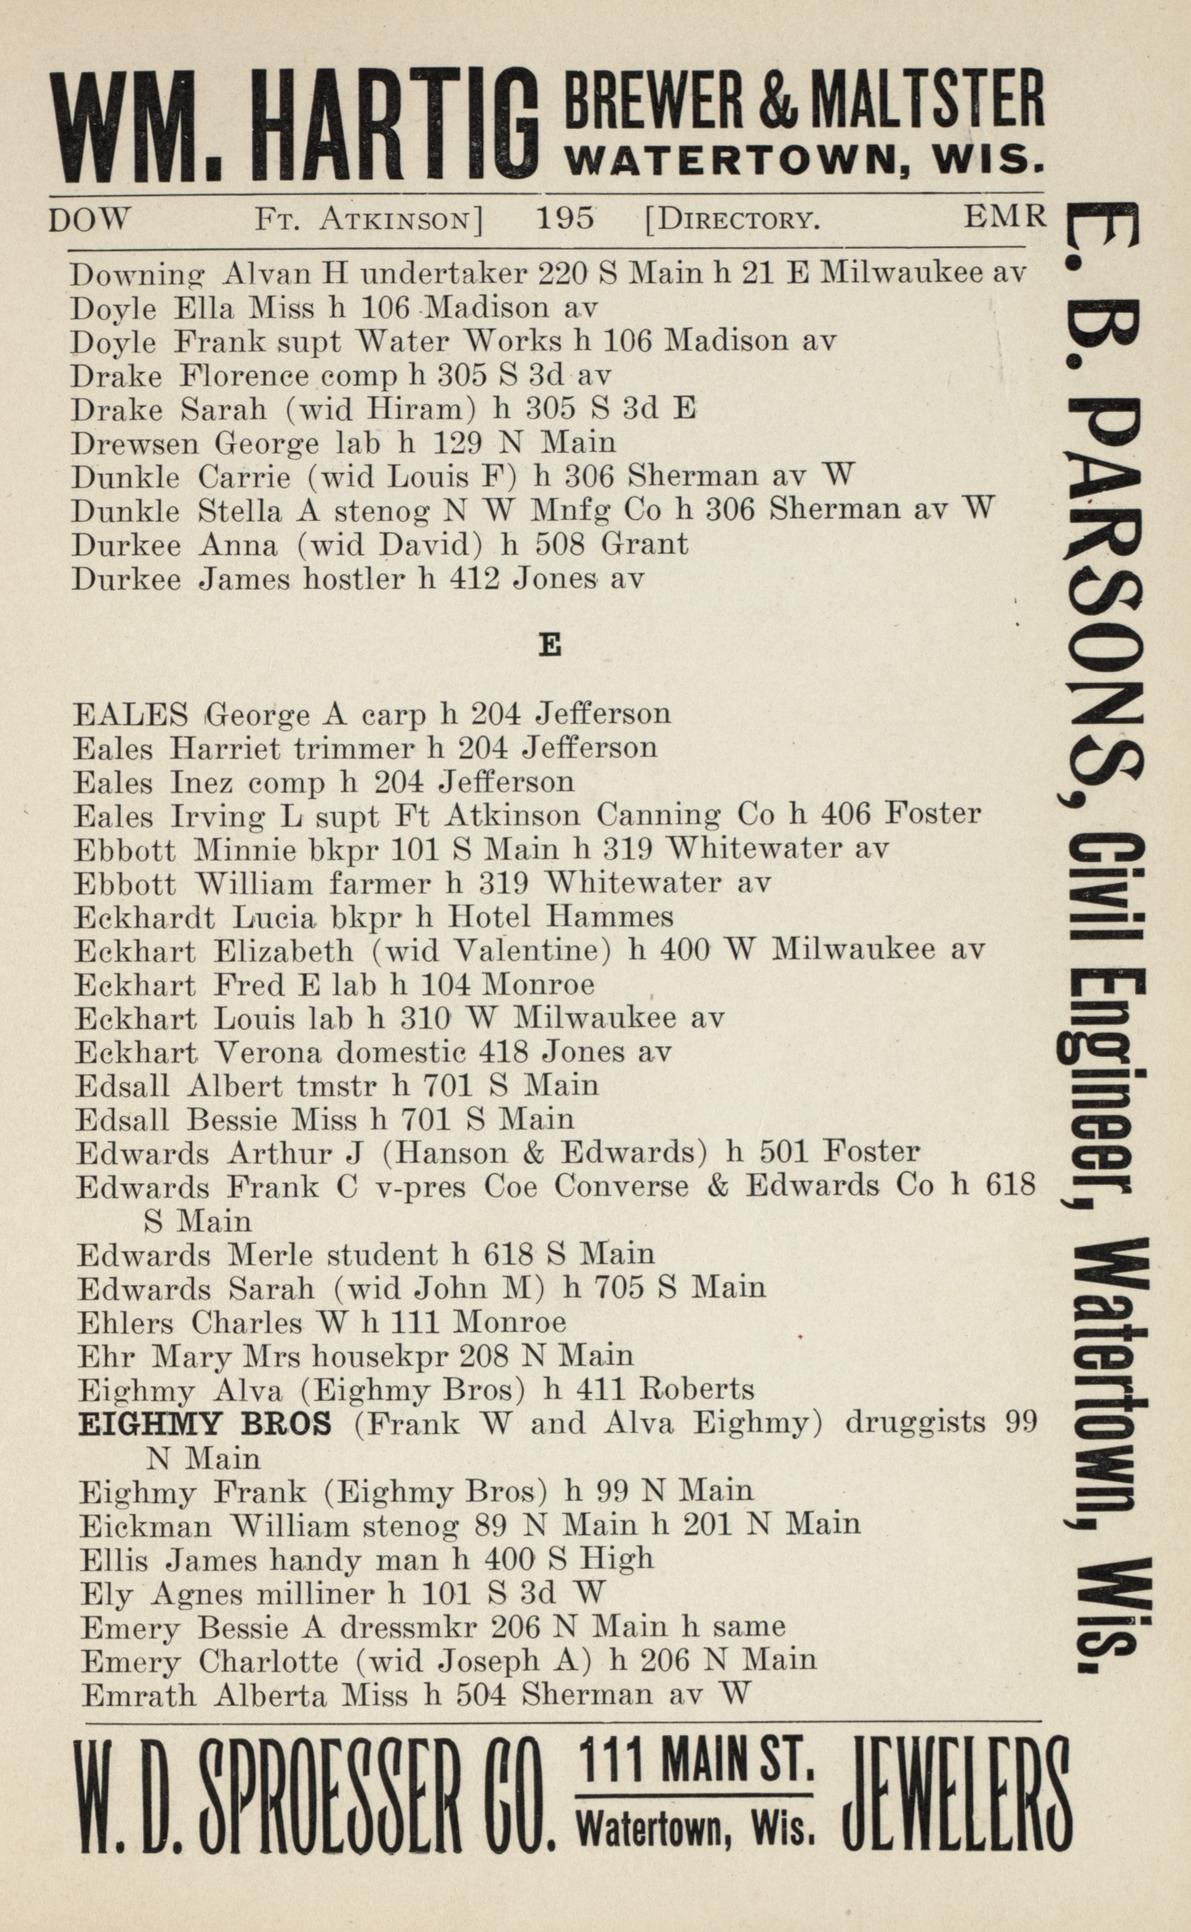 WM. HARTIG BREWER & MALTSTER
WATERTOWN, WIS.
DOW Ft. Atkinson] 195 [Directory. EMR
Downing Alvan H undertaker 220 S Main h 21 E Milwaukee av
Doyle Ella Miss h 106 Madison av
Doyle Frank supt Water Works h 106 Madison av
Drake Florence comp h 305 S 3d av
Drake Sarah (wid Hiram) h 305 S 3d E
Drewsen George lab h 129 N Main
Dunkle Carrie (wid Louis F) h 306 Sherman av W
Dunkle Stella A stenog N W Mnfg Co h 306 Sherman av W
Durkee Anna (wid David) h 508 Grant
Durkee James hostler h 412 Jones av
E
EALES George A carp h 204 Jefferson
Eales Harriet trimmer h 204 Jefferson
Eales Inez comp h 204 Jefferson
Eales Irving L supt Ft Atkinson Canning Co h 406 Foster
Ebbott Minnie bkpr 101 S Main h 319 Whitewater av
Ebbott William farmer h 319 Whitewater av
Eckhardt Lucia bkpr h Hotel Hammes
Eckhart Elizabeth (wid Valentine) h 400 W Milwaukee av
Eckhart Fred E lab h 104 Monroe
Eckhart Louis lab h 310 W Milwaukee av
Eckhart Verona domestic 418 Jones av
Edsall Albert tmstr h 701 S Main
Edsall Bessie Miss h 701 S Main
Edwards Arthur J (Hanson & Edwards) h 501 Foster
Edwards Frank C v-pres Coe Converse & Edwards Co h 618
S Main
Edwards Merle student h 618 S Main
Edwards Sarah (wid John M) h 705 S Main
Ehlers Charles W h 111 Monroe
Ehr Mary Mrs housekpr 208 N Main
Eighmy Alva (Eighmy Bros) h 411 Roberts
EIGHMY BROS (Frank W and Alva Eighmy) druggists 99
N Main
Eighmy Frank (Eighmy Bros) h 99 N Main
Eickman William stenog 89 N Main h 201 N Main
Ellis James handy man h 400 S High
Ely Agnes milliner h 101 S 3d W
Emery Bessie A dressmkr 206 N Main h same
Emery Charlotte (wid Joseph A) h 206 N Main
Emrath Alberta Miss h 504 Sherman av W
E. B. PARSONS, Civil Engineer, Watertown, Wis.
W. D. SPROESSER CO. 111 MAIN ST. JEWELERS
Watertown, Wis.